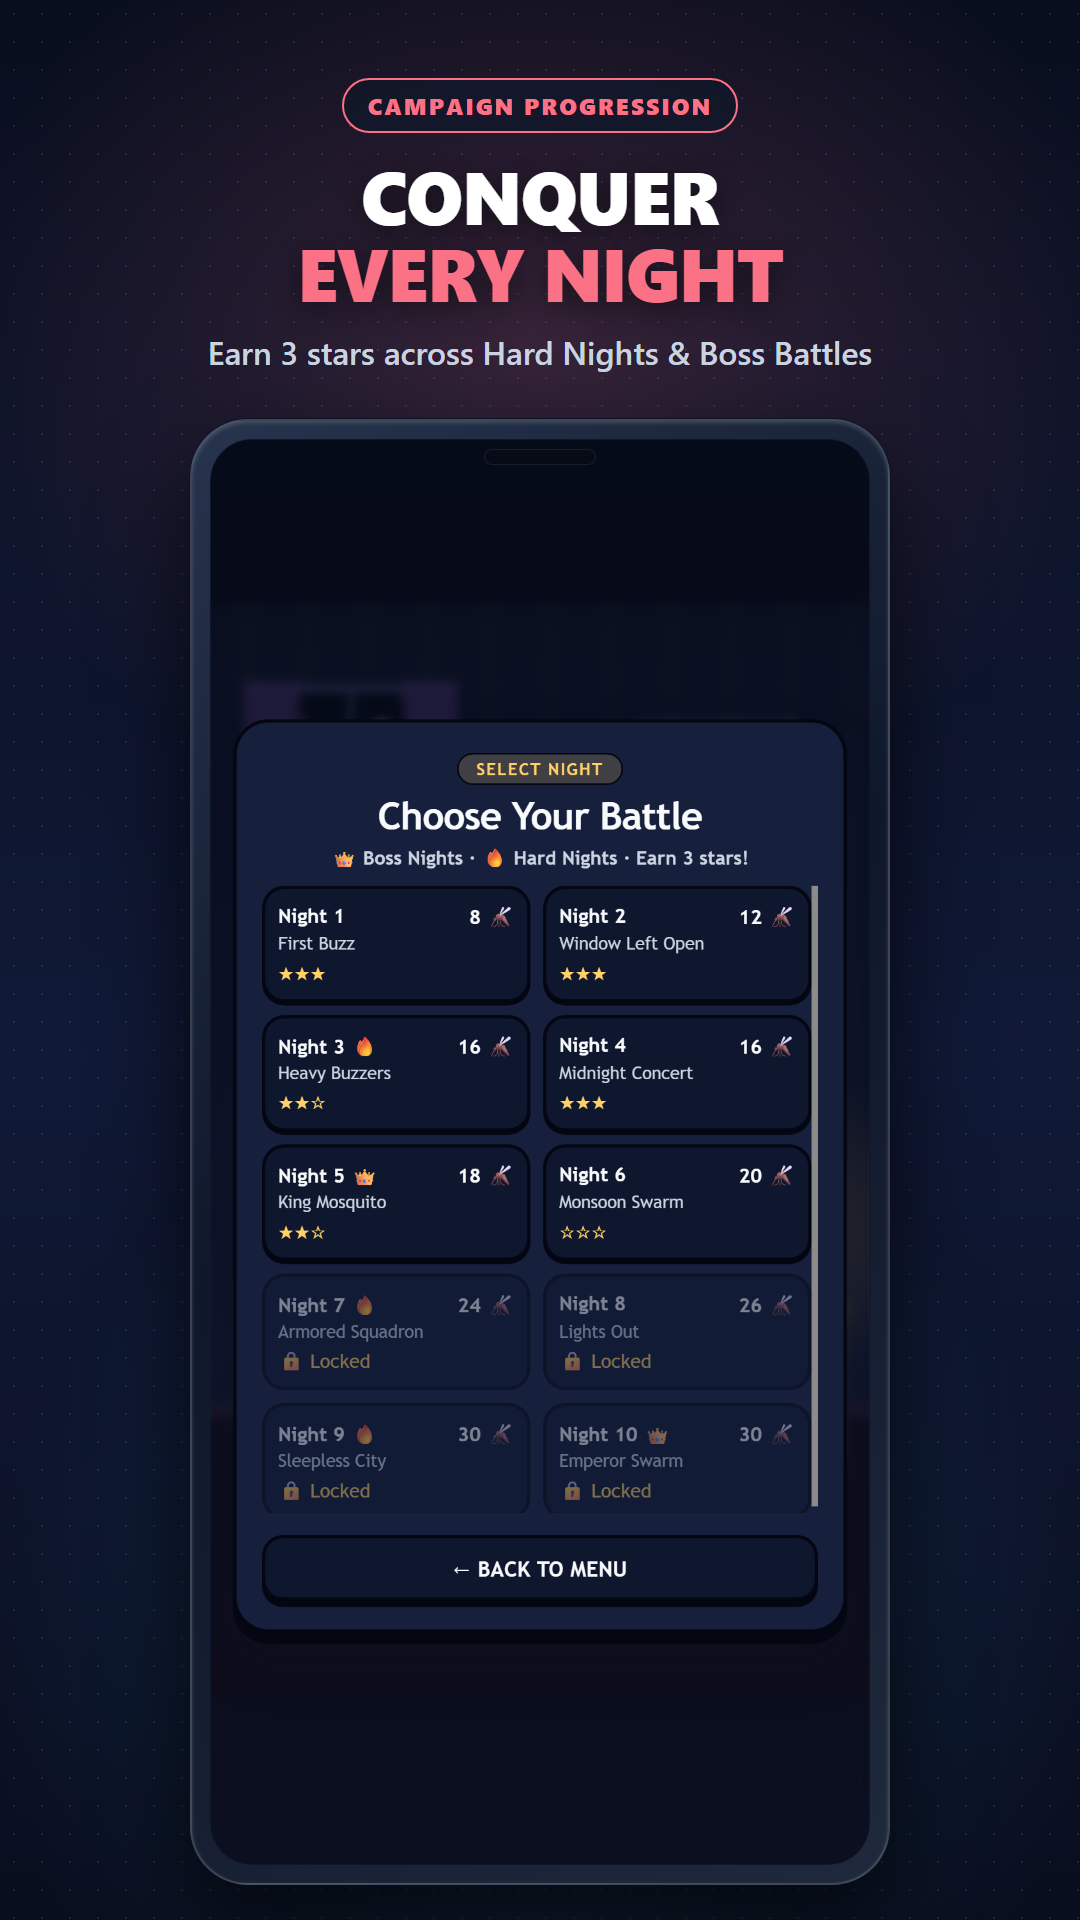 CAMPAIGN PROGRESSION
CONQUER
EVERY NIGHT
Earn 3 stars across Hard Nights & Boss Battles
SELECT NIGHT
Choose Your Battle
👑 Boss Nights · 🔥 Hard Nights · Earn 3 stars!
Night 1 8 🦟
First Buzz
★★★
Night 2 12 🦟
Window Left Open
★★★
Night 3 🔥 16 🦟
Heavy Buzzers
★★☆
Night 4 16 🦟
Midnight Concert
★★★
Night 5 👑 18 🦟
King Mosquito
★★☆
Night 6 20 🦟
Monsoon Swarm
☆☆☆
Night 7 🔥 24 🦟
Armored Squadron
🔒 Locked
Night 8 26 🦟
Lights Out
🔒 Locked
Night 9 🔥 30 🦟
Sleepless City
🔒 Locked
Night 10 👑 30 🦟
Emperor Swarm
🔒 Locked
← BACK TO MENU